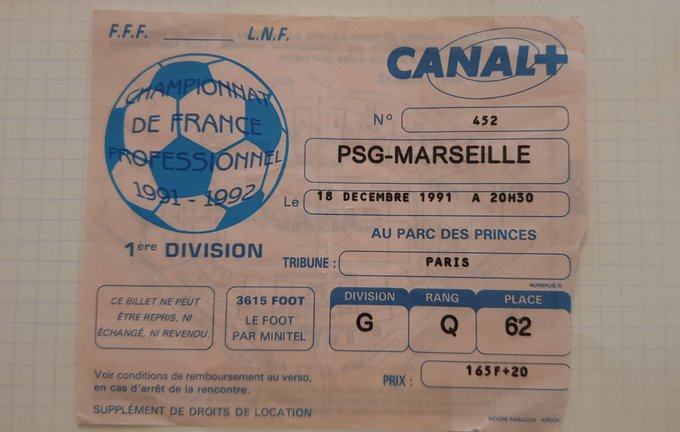 F.F.F. L.N.F.
CANAL+
CHAMPIONNAT
DE FRANCE
PROFESSIONNEL
1991 - 1992
1ère DIVISION
N° 452
PSG-MARSEILLE
Le 18 DECEMBRE 1991 A 20H30
AU PARC DES PRINCES
TRIBUNE : PARIS
NUMEROS ®
CE BILLET NE PEUT
ÊTRE REPRIS, NI
ÉCHANGÉ, NI REVENDU.
3615 FOOT
LE FOOT
PAR MINITEL
DIVISION RANG PLACE
G Q 62
Voir conditions de remboursement au verso,
en cas d'arrêt de la rencontre.
PRIX : 165F+20
SUPPLÉMENT DE DROITS DE LOCATION
MOORE PARAGON - ARGEN